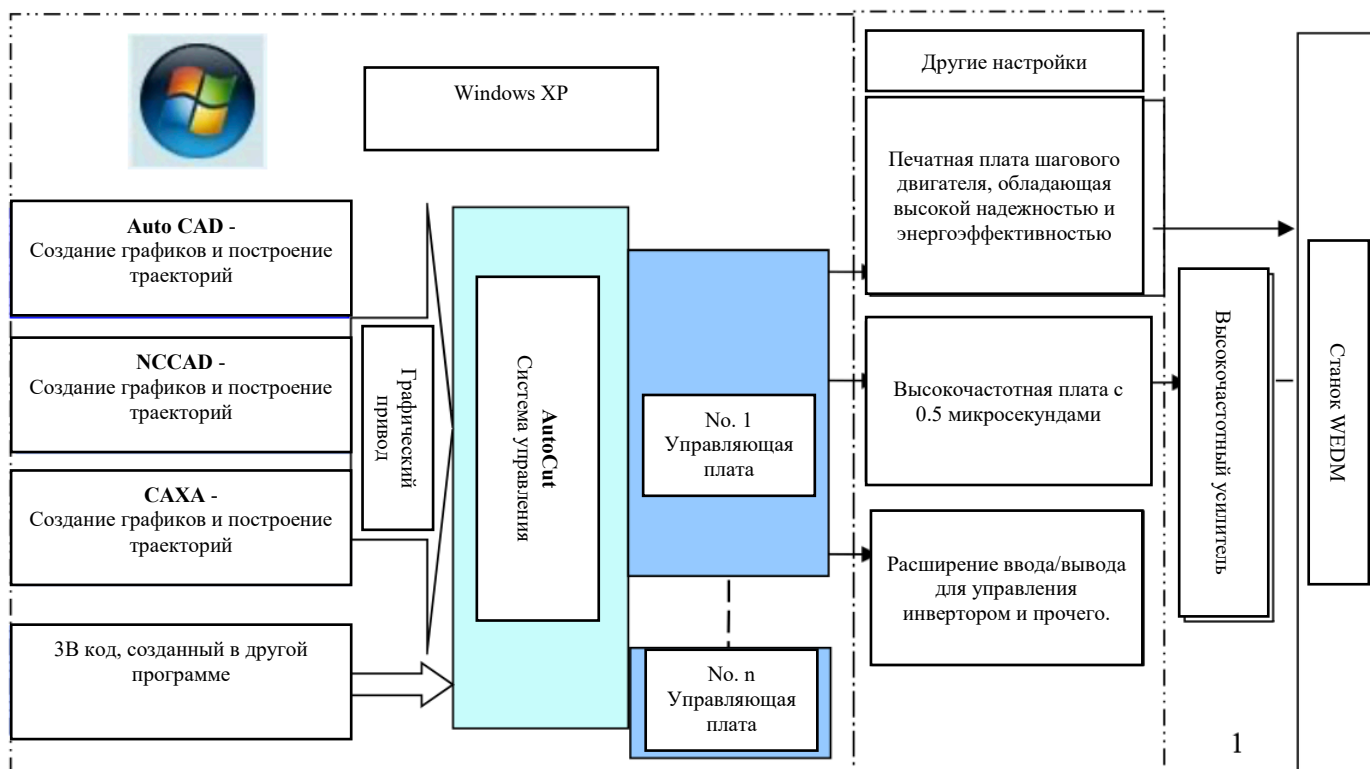 Windows XP
Другие настройки
Печатная плата шагового
двигателя, обладающая
высокой надежностью и
энергоэффективностью
Auto CAD -
Создание графиков и построение
траекторий
NCCAD -
Создание графиков и построение
траекторий
CAXA -
Создание графиков и построение
траекторий
3B код, созданный в другой
программе
Графический
привод
AutoCut
Система управления
No. 1
Управляющая
плата
No. n
Управляющая
плата
Высокочастотная плата с
0.5 микросекундами
Расширение ввода/вывода
для управления
инвертором и прочего.
Высокочастотный усилитель
Станок WEDM
1